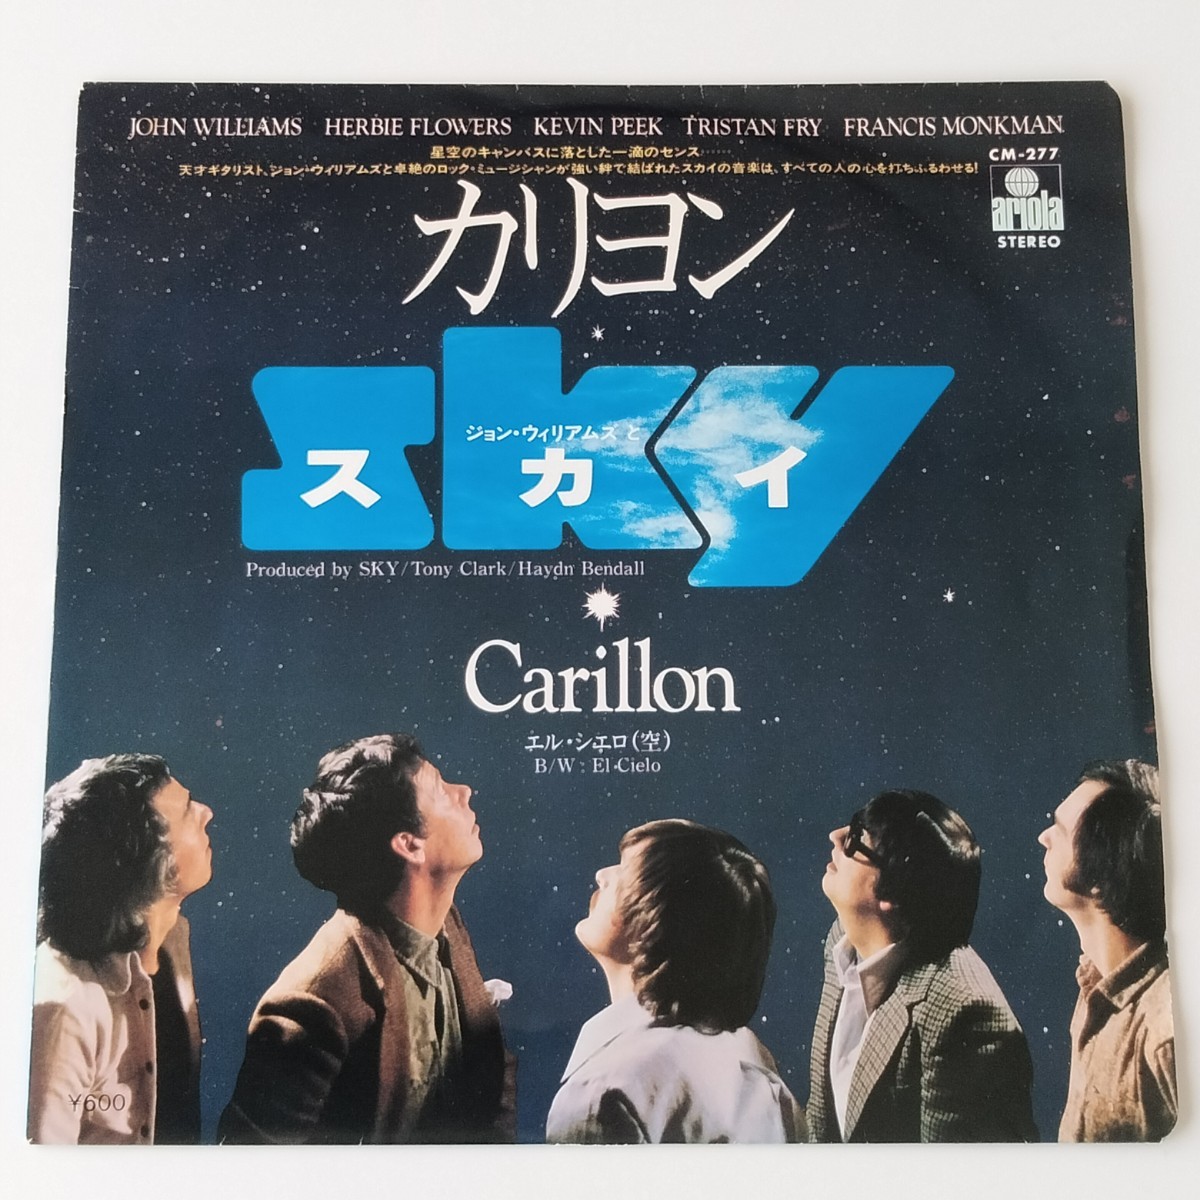 JOHN WILLIAMS HERBIE FLOWERS KEVIN PEEK TRISTAN FRY FRANCIS MONKMAN
星空のキャンバスに落とした一滴のセンス……
天才ギタリスト、ジョン・ウィリアムズと卓絶のロック・ミュージシャンが強い絆で結ばれたスカイの音楽は、すべての人の心を打ちふるわせる!
CM-277
ariola
STEREO
カリヨン
sky
ジョン・ウィリアムズと
スカイ
Produced by SKY/Tony Clark/Haydn Bendall
Carillon
エル・シエロ(空)
B/W : El Cielo
¥600